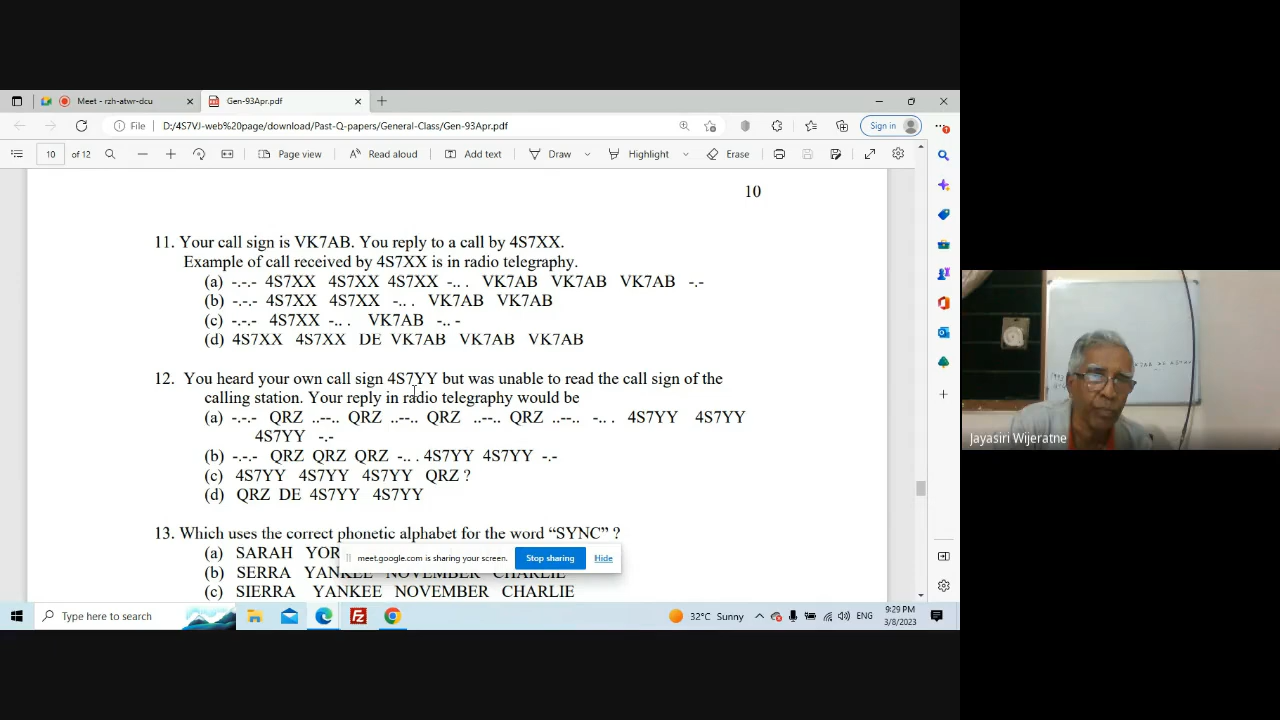 Meet - rzh-atwr-dcu
Gen-93Apr.pdf
File D:/4S7VJ-web%20page/download/Past-Q-papers/General-Class/Gen-93Apr.pdf
Sign in
10 of 12
Page view
Read aloud
Add text
Draw
Highlight
Erase
10
11. Your call sign is VK7AB. You reply to a call by 4S7XX.
Example of call received by 4S7XX is in radio telegraphy.
(a) -.-.- 4S7XX 4S7XX 4S7XX -.. . VK7AB VK7AB VK7AB -.-
(b) -.-.- 4S7XX 4S7XX -.. . VK7AB VK7AB
(c) -.-.- 4S7XX -.. . VK7AB -.. -
(d) 4S7XX 4S7XX DE VK7AB VK7AB VK7AB
12. You heard your own call sign 4S7YY but was unable to read the call sign of the
calling station. Your reply in radio telegraphy would be
(a) -.-.- QRZ ..--.. QRZ ..--.. QRZ ..--.. QRZ ..--.. -.. . 4S7YY 4S7YY
4S7YY -.-
(b) -.-.- QRZ QRZ QRZ -.. . 4S7YY 4S7YY -.-
(c) 4S7YY 4S7YY 4S7YY QRZ ?
(d) QRZ DE 4S7YY 4S7YY
13. Which uses the correct phonetic alphabet for the word “SYNC” ?
(a) SARAH YOR
meet.google.com is sharing your screen. Stop sharing Hide
(b) SERRA YANKEE NOVEMBER CHARLIE
(c) SIERRA YANKEE NOVEMBER CHARLIE
Type here to search
32°C Sunny
ENG
9:29 PM
3/8/2023
Jayasiri Wijeratne